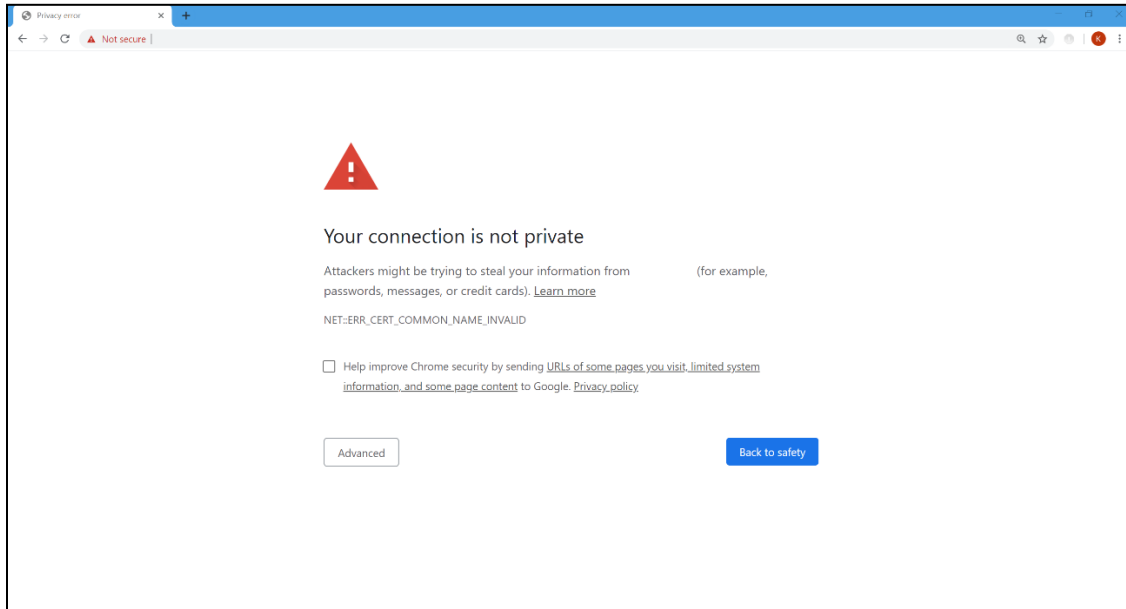 Privacy error
Not secure
K
Your connection is not private
Attackers might be trying to steal your information from (for example,
passwords, messages, or credit cards). Learn more
NET::ERR_CERT_COMMON_NAME_INVALID
Help improve Chrome security by sending URLs of some pages you visit, limited system
information, and some page content to Google. Privacy policy
Advanced
Back to safety